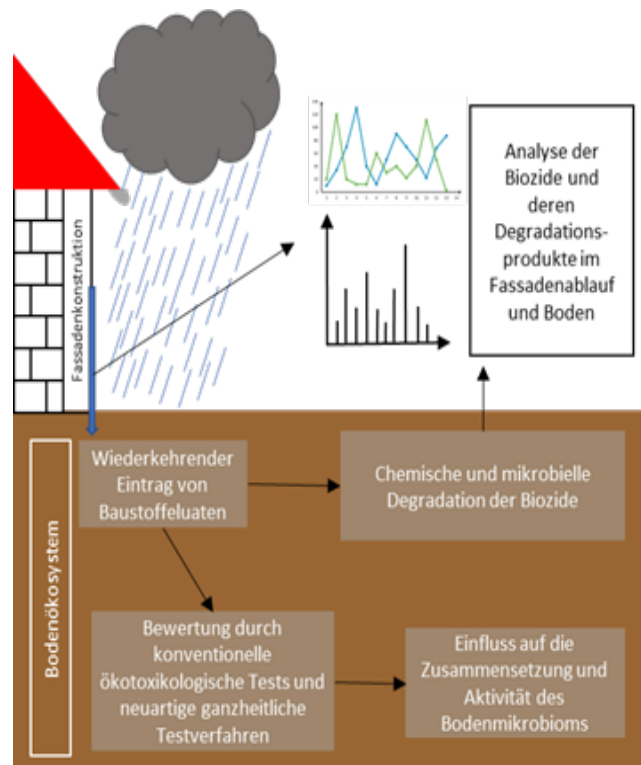 Fassadenkonstruktion
Analyse der
Biozide und
deren
Degradations-
produkte im
Fassadenablauf
und Boden
Bodenökosystem
Wiederkehrender
Eintrag von
Baustoffeluaten
Chemische und mikrobielle
Degradation der Biozide
Bewertung durch
konventionelle
ökotoxikologische Tests und
neuartige ganzheitliche
Testverfahren
Einfluss auf die
Zusammensetzung und
Aktivität des
Bodenmikrobioms